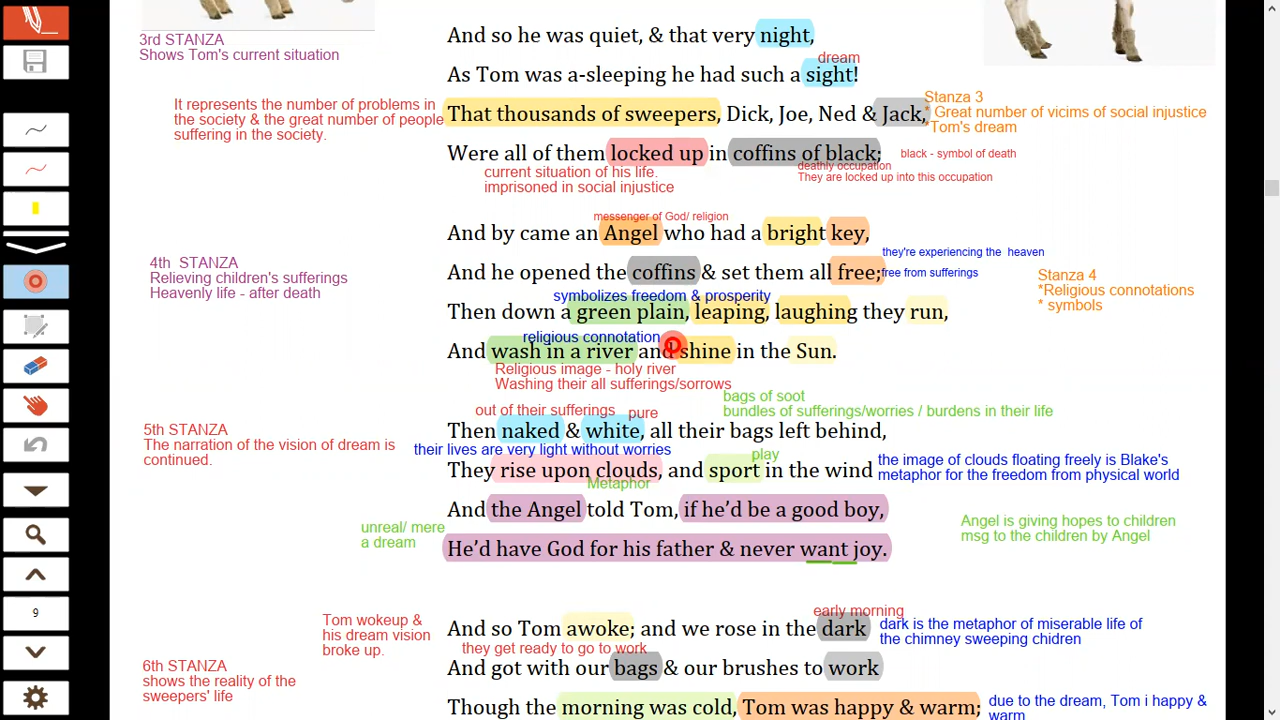 3rd STANZA
Shows Tom's current situation
And so he was quiet, & that very night,
dream
As Tom was a-sleeping he had such a sight!
It represents the number of problems in
the society & the great number of people
suffering in the society.
That thousands of sweepers, Dick, Joe, Ned & Jack,
Stanza 3
* Great number of vicims of social injustice
*Tom's dream
Were all of them locked up in coffins of black;
black - symbol of death
deathly occupation
They are locked up into this occupation
current situation of his life.
imprisoned in social injustice
messenger of God/ religion
And by came an Angel who had a bright key,
they're experiencing the heaven
4th STANZA
Relieving children's sufferings
Heavenly life - after death
And he opened the coffins & set them all free;
free from sufferings
Stanza 4
*Religious connotations
* symbols
symbolizes freedom & prosperity
Then down a green plain, leaping, laughing they run,
religious connotation
And wash in a river and shine in the Sun.
Religious image - holy river
Washing their all sufferings/sorrows
bags of soot
bundles of sufferings/worries / burdens in their life
out of their sufferings pure
5th STANZA
The narration of the vision of dream is
continued.
Then naked & white, all their bags left behind,
their lives are very light without worries
play
They rise upon clouds, and sport in the wind
the image of clouds floating freely is Blake's
metaphor for the freedom from physical world
Metaphor
And the Angel told Tom, if he'd be a good boy,
unreal/ mere
a dream
Angel is giving hopes to children
msg to the children by Angel
He'd have God for his father & never want joy.
early morning
Tom wokeup &
his dream vision
broke up.
And so Tom awoke; and we rose in the dark
dark is the metaphor of miserable life of
the chimney sweeping chidren
they get ready to go to work
6th STANZA
shows the reality of the
sweepers' life
And got with our bags & our brushes to work
Though the morning was cold, Tom was happy & warm;
due to the dream, Tom i happy &
warm
9